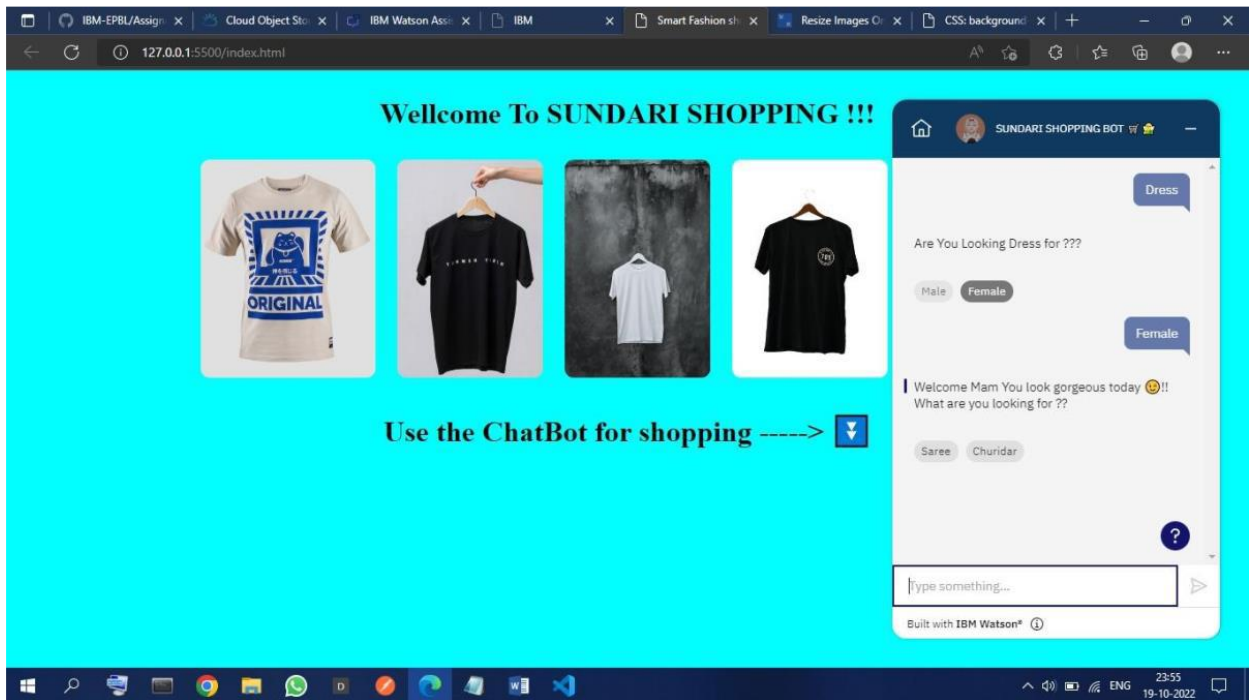 IBM-EPBL/Assign
Cloud Object Sto
IBM Watson Assi
IBM
Smart Fashion sh
Resize Images O
CSS: background
127.0.0.1:5500/index.html
Wellcome To SUNDARI SHOPPING !!!
ORIGINAL
Use the ChatBot for shopping ----->
SUNDARI SHOPPING BOT
Dress
Are You Looking Dress for ???
Male Female
Female
Welcome Mam You look gorgeous today 😉!!
What are you looking for ??
Saree Churidar
?
Type something...
Built with IBM Watson®
ENG
23:55
19-10-2022